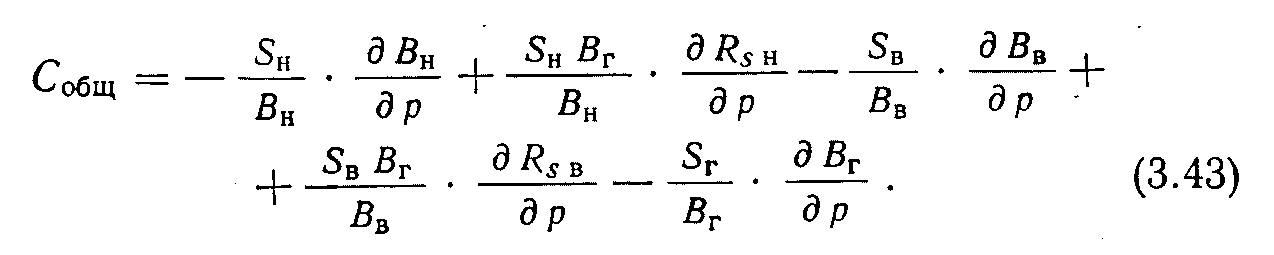 C_общ = − S_н/B_н · ∂ B_н/∂ p + S_н B_г/B_н · ∂ R_s н/∂ p − S_в/B_в · ∂ B_в/∂ p +
+ S_в B_г/B_в · ∂ R_s в/∂ p − S_г/B_г · ∂ B_г/∂ p . (3.43)